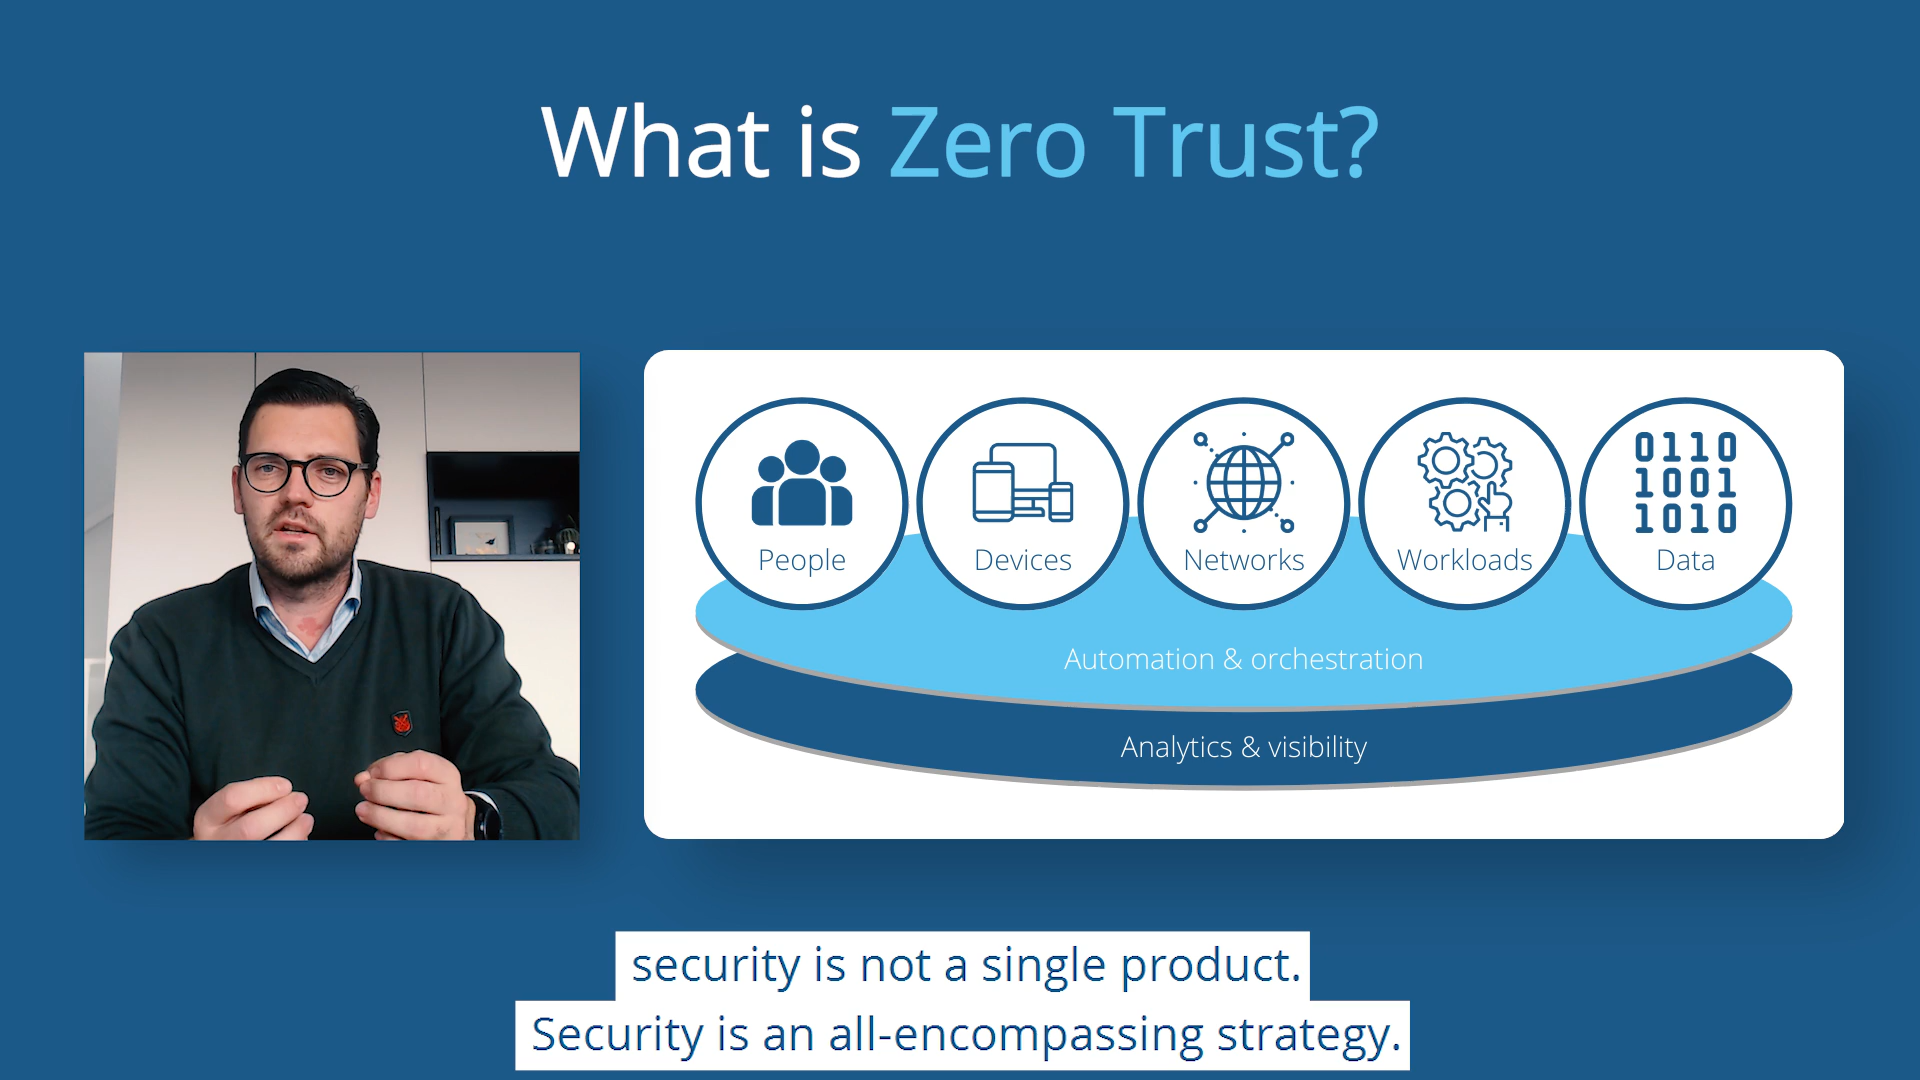 What is Zero Trust?
0110
1001
1010
People
Devices
Networks
Workloads
Data
Automation & orchestration
Analytics & visibility
security is not a single product.
Security is an all-encompassing strategy.